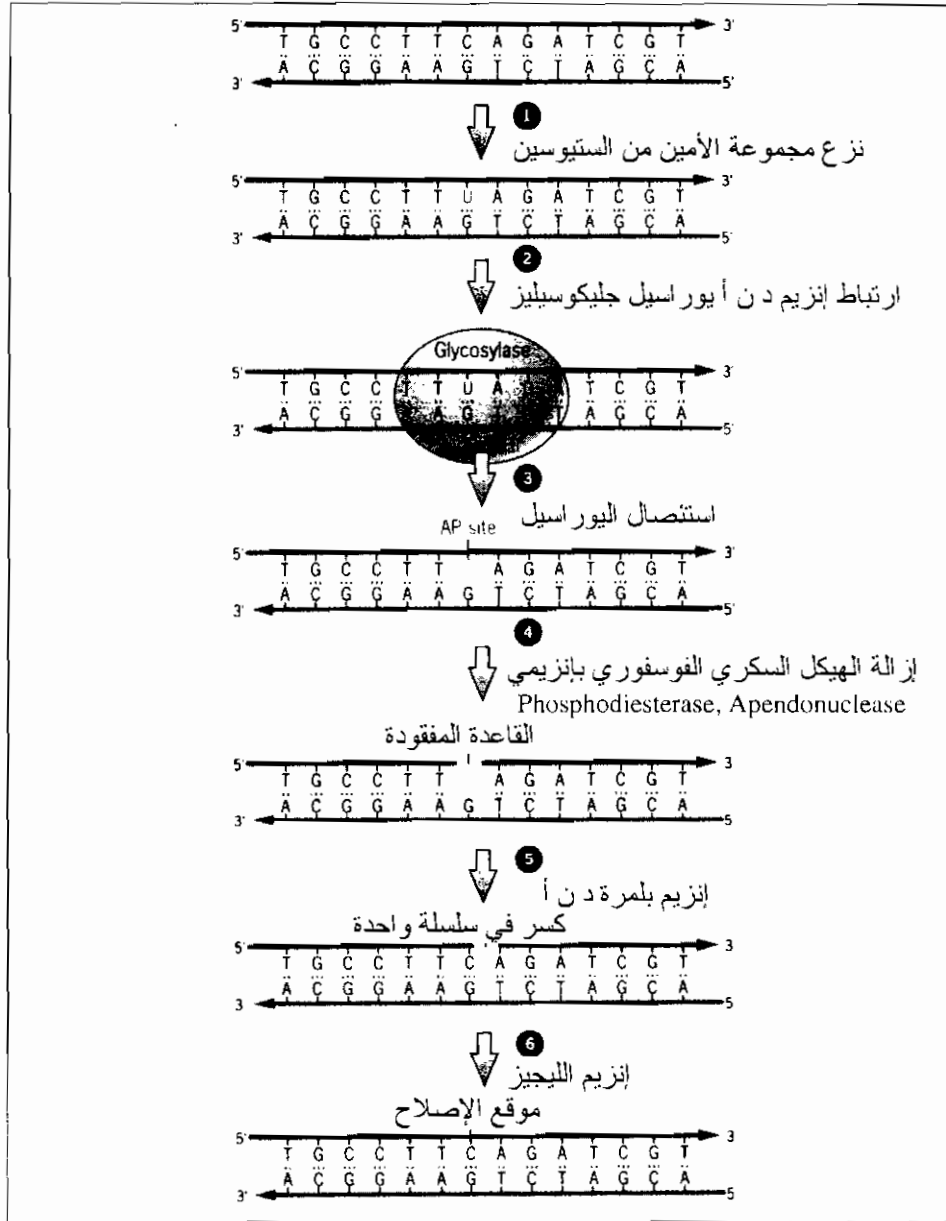 5' 3'
T G C C T T C A G A T C G T
A C G G A A G T C T A G C A
3' 5'
1
نزع مجموعة الأمين من الستيوسين
5' 3'
T G C C T T U A G A T C G T
A C G G A A G T C T A G C A
3' 5'
2
ارتباط إنزيم د ن أ يوراسيل جليكوسيليز
Glycosylase
5' 3'
T G C C T T U A T C G T
A C G G A G T A G C A
3' 5'
3
استئصال اليوراسيل
AP site
5' 3'
T G C C T T A G A T C G T
A C G G A A G T C T A G C A
3' 5'
4
إزالة الهيكل السكري الفوسفوري بإنزيمي
Phosphodiesterase, Apendonuclease
القاعدة المفقودة
5' 3
T G C C T T A G A T C G T
A C G G A A G T C T A G C A
3' 5
5
إنزيم بلمرة د ن أ
كسر في سلسلة واحدة
5' 3
T G C C T T C A G A T C G T
A C G G A A G T C T A G C A
3 5
6
إنزيم الليجيز
موقع الإصلاح
5' 3
T G C C T T C A G A T C G T
A C G G A A G T C T A G C A
3' 5